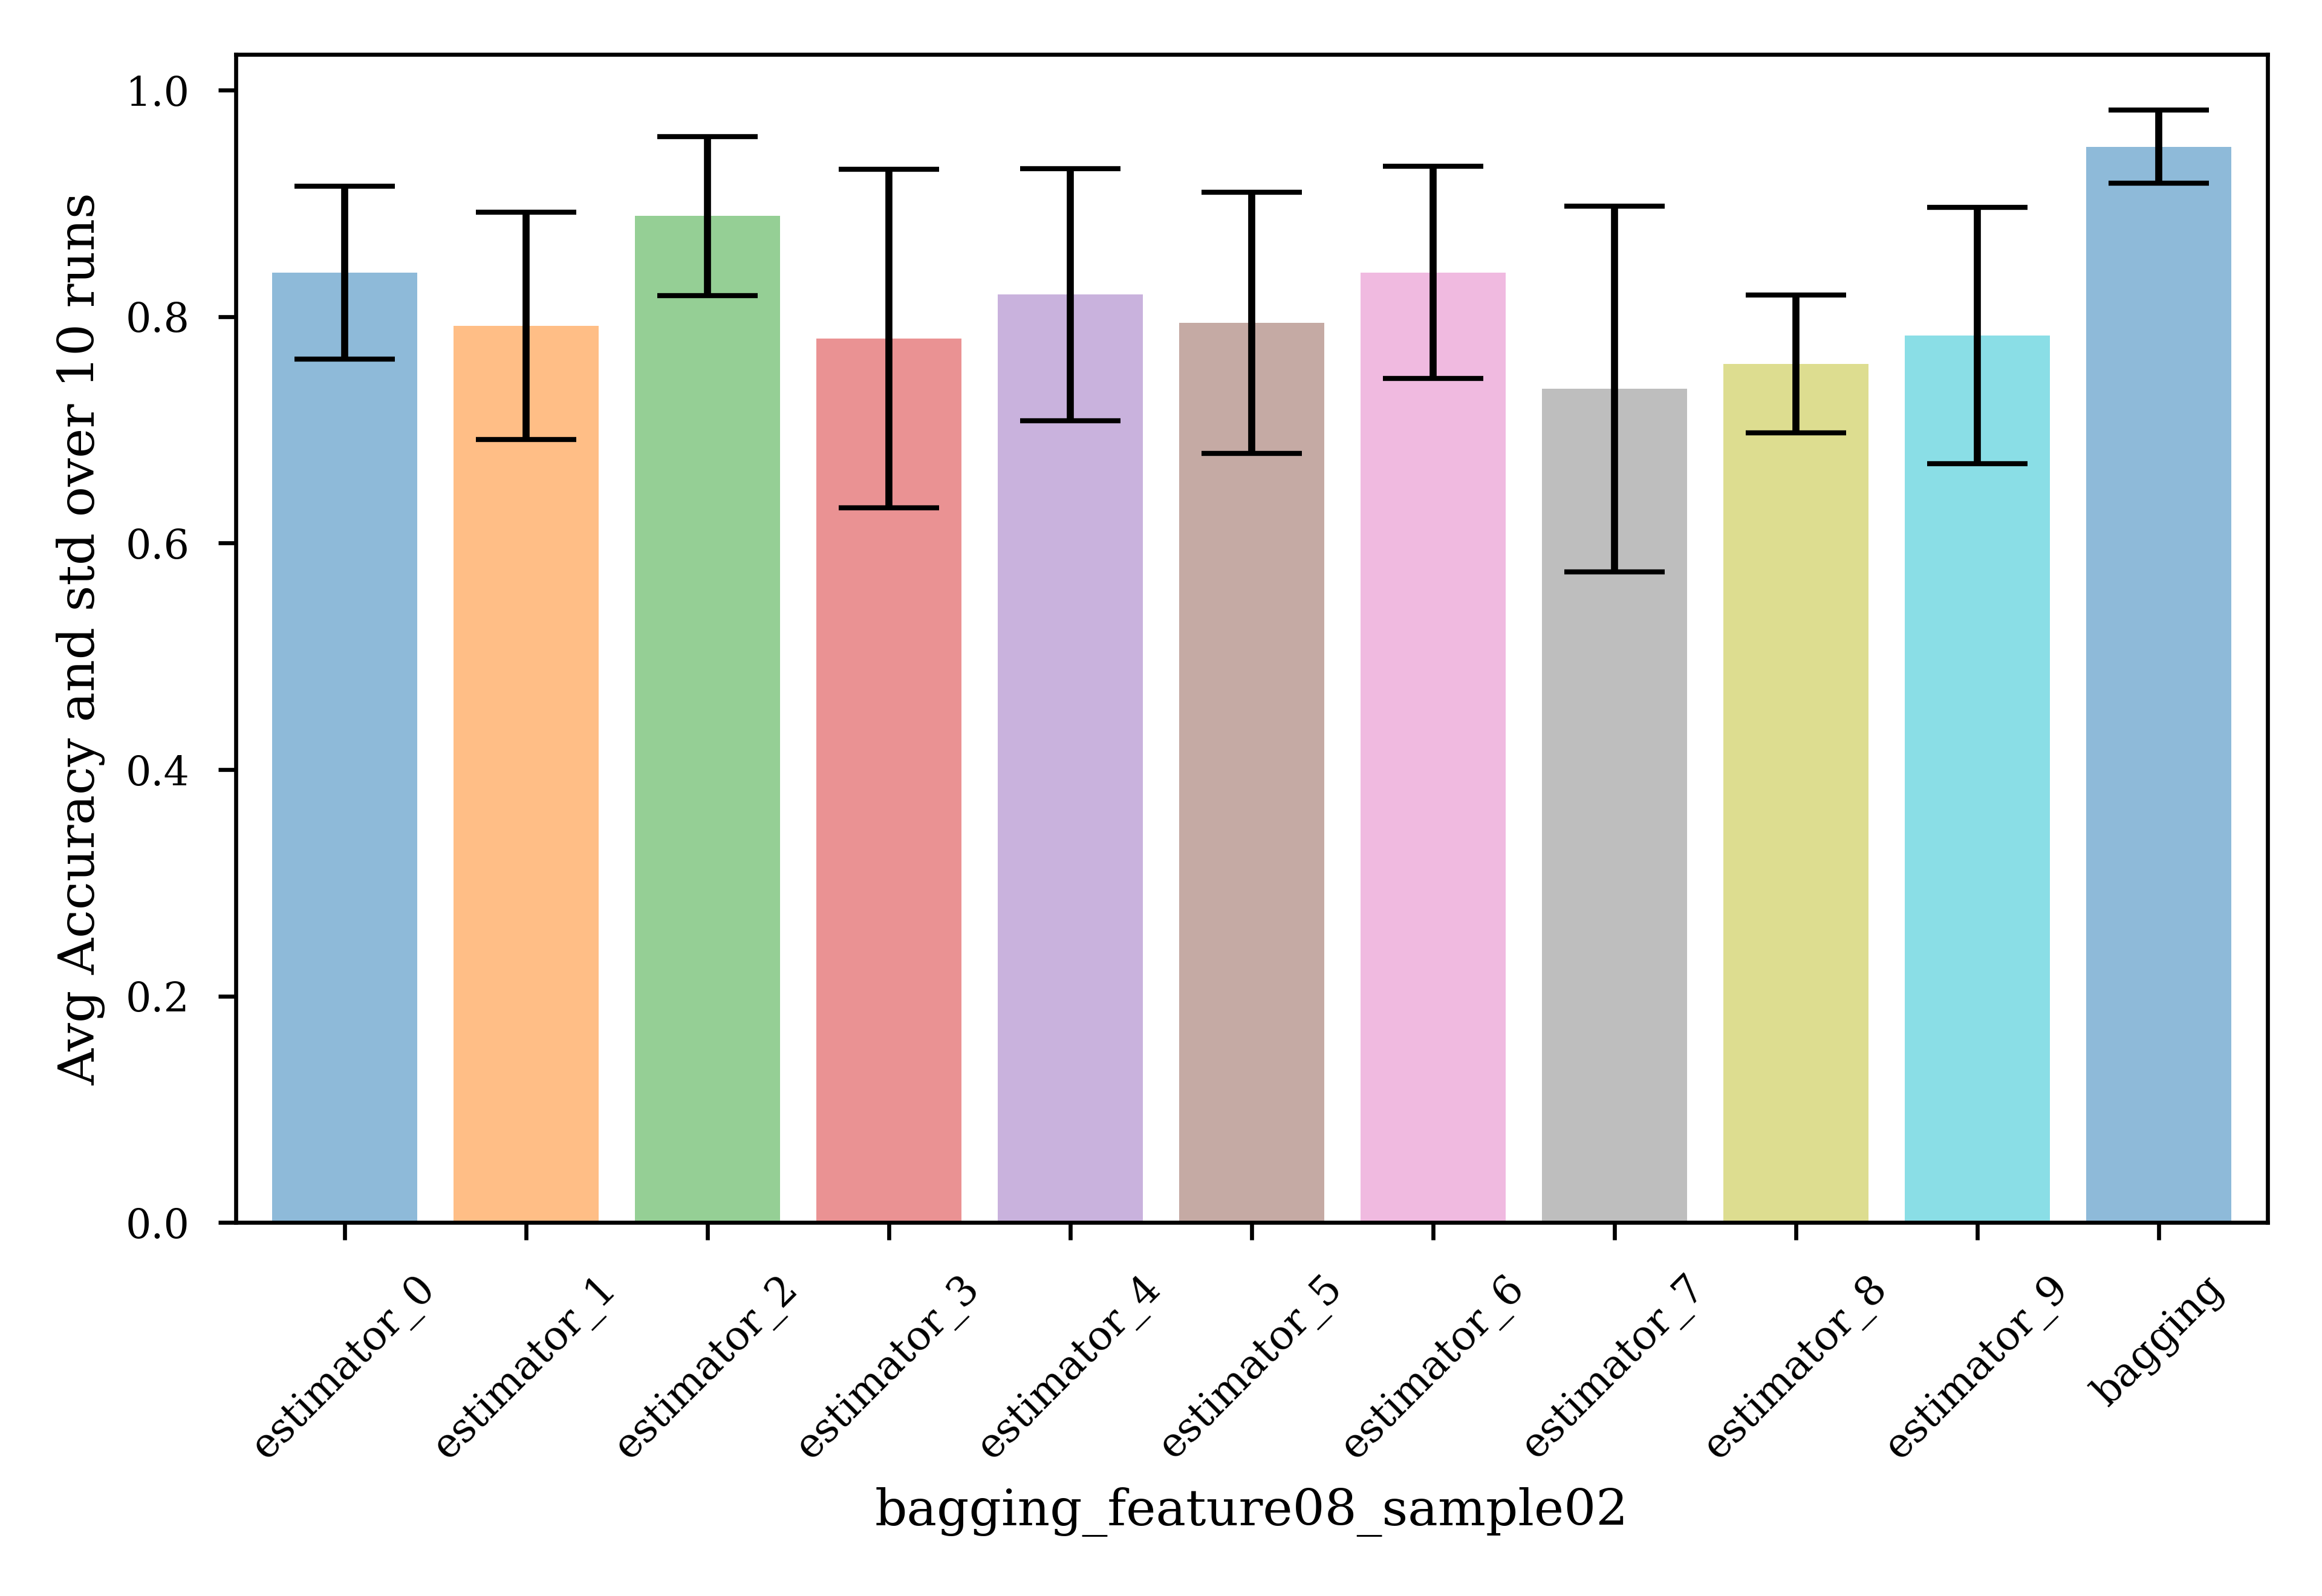 Avg Accuracy and std over 10 runs
1.0
0.8
0.6
0.4
0.2
0.0
estimator_0
estimator_1
estimator_2
estimator_3
estimator_4
estimator_5
estimator_6
estimator_7
estimator_8
estimator_9
bagging
bagging_feature08_sample02